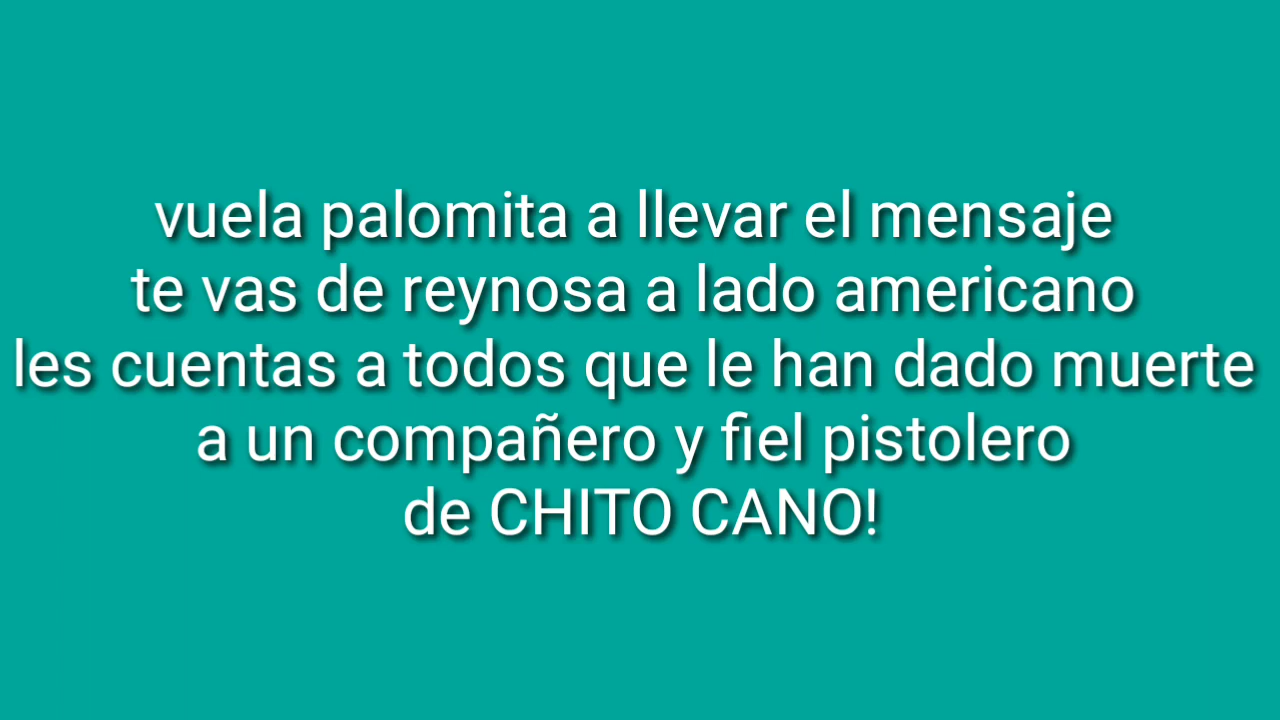 vuela palomita a llevar el mensaje
te vas de reynosa a lado americano
les cuentas a todos que le han dado muerte
a un compañero y fiel pistolero
de CHITO CANO!